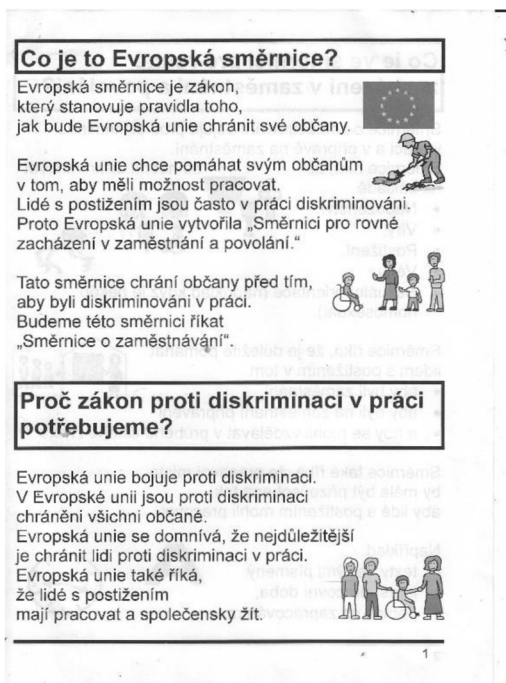 Co je to Evropská směrnice?
Evropská směrnice je zákon,
který stanovuje pravidla toho,
jak bude Evropská unie chránit své občany.
Evropská unie chce pomáhat svým občanům
v tom, aby měli možnost pracovat.
Lidé s postižením jsou často v práci diskriminováni.
Proto Evropská unie vytvořila „Směrnici pro rovné
zacházení v zaměstnání a povolání.“
Tato směrnice chrání občany před tím,
aby byli diskriminováni v práci.
Budeme této směrnici říkat
„Směrnice o zaměstnávání“.
Proč zákon proti diskriminaci v práci
potřebujeme?
Evropská unie bojuje proti diskriminaci.
V Evropské unii jsou proti diskriminaci
chráněni všichni občané.
Evropská unie se domnívá, že nejdůležitější
je chránit lidi proti diskriminaci v práci.
Evropská unie také říká,
že lidé s postižením
mají pracovat a společensky žít.
1